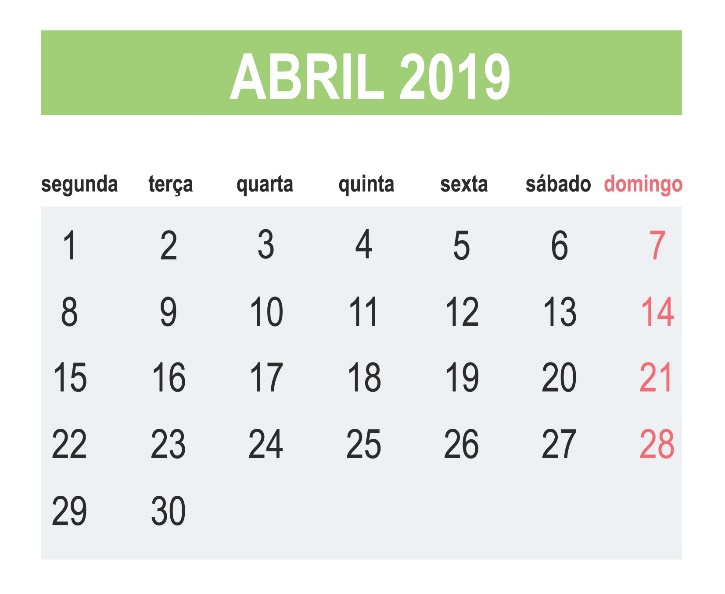 ABRIL 2019
segunda terça quarta quinta sexta sábado domingo
1 2 3 4 5 6 7
8 9 10 11 12 13 14
15 16 17 18 19 20 21
22 23 24 25 26 27 28
29 30